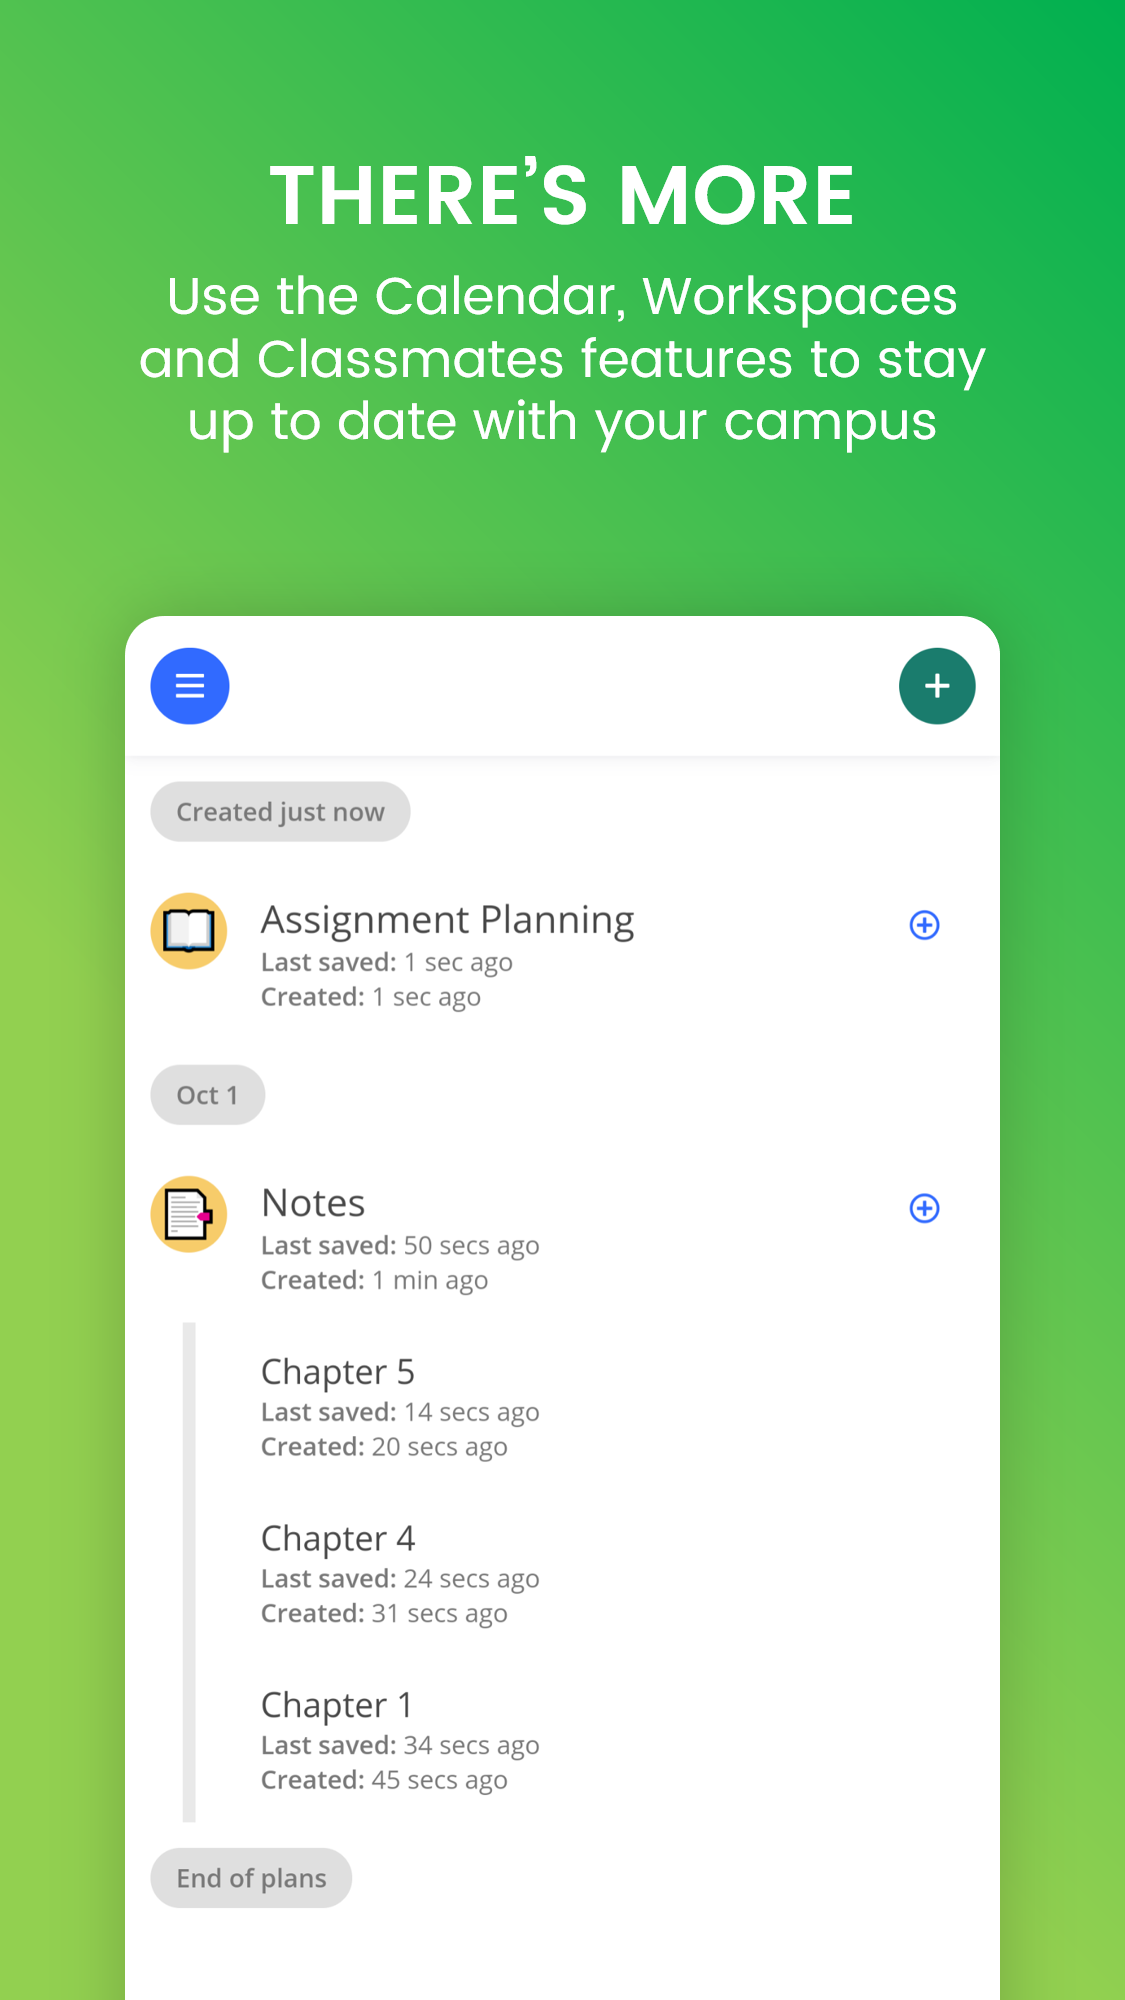 THERE’S MORE
Use the Calendar, Workspaces
and Classmates features to stay
up to date with your campus
Created just now
Assignment Planning
Last saved: 1 sec ago
Created: 1 sec ago
Oct 1
Notes
Last saved: 50 secs ago
Created: 1 min ago
Chapter 5
Last saved: 14 secs ago
Created: 20 secs ago
Chapter 4
Last saved: 24 secs ago
Created: 31 secs ago
Chapter 1
Last saved: 34 secs ago
Created: 45 secs ago
End of plans